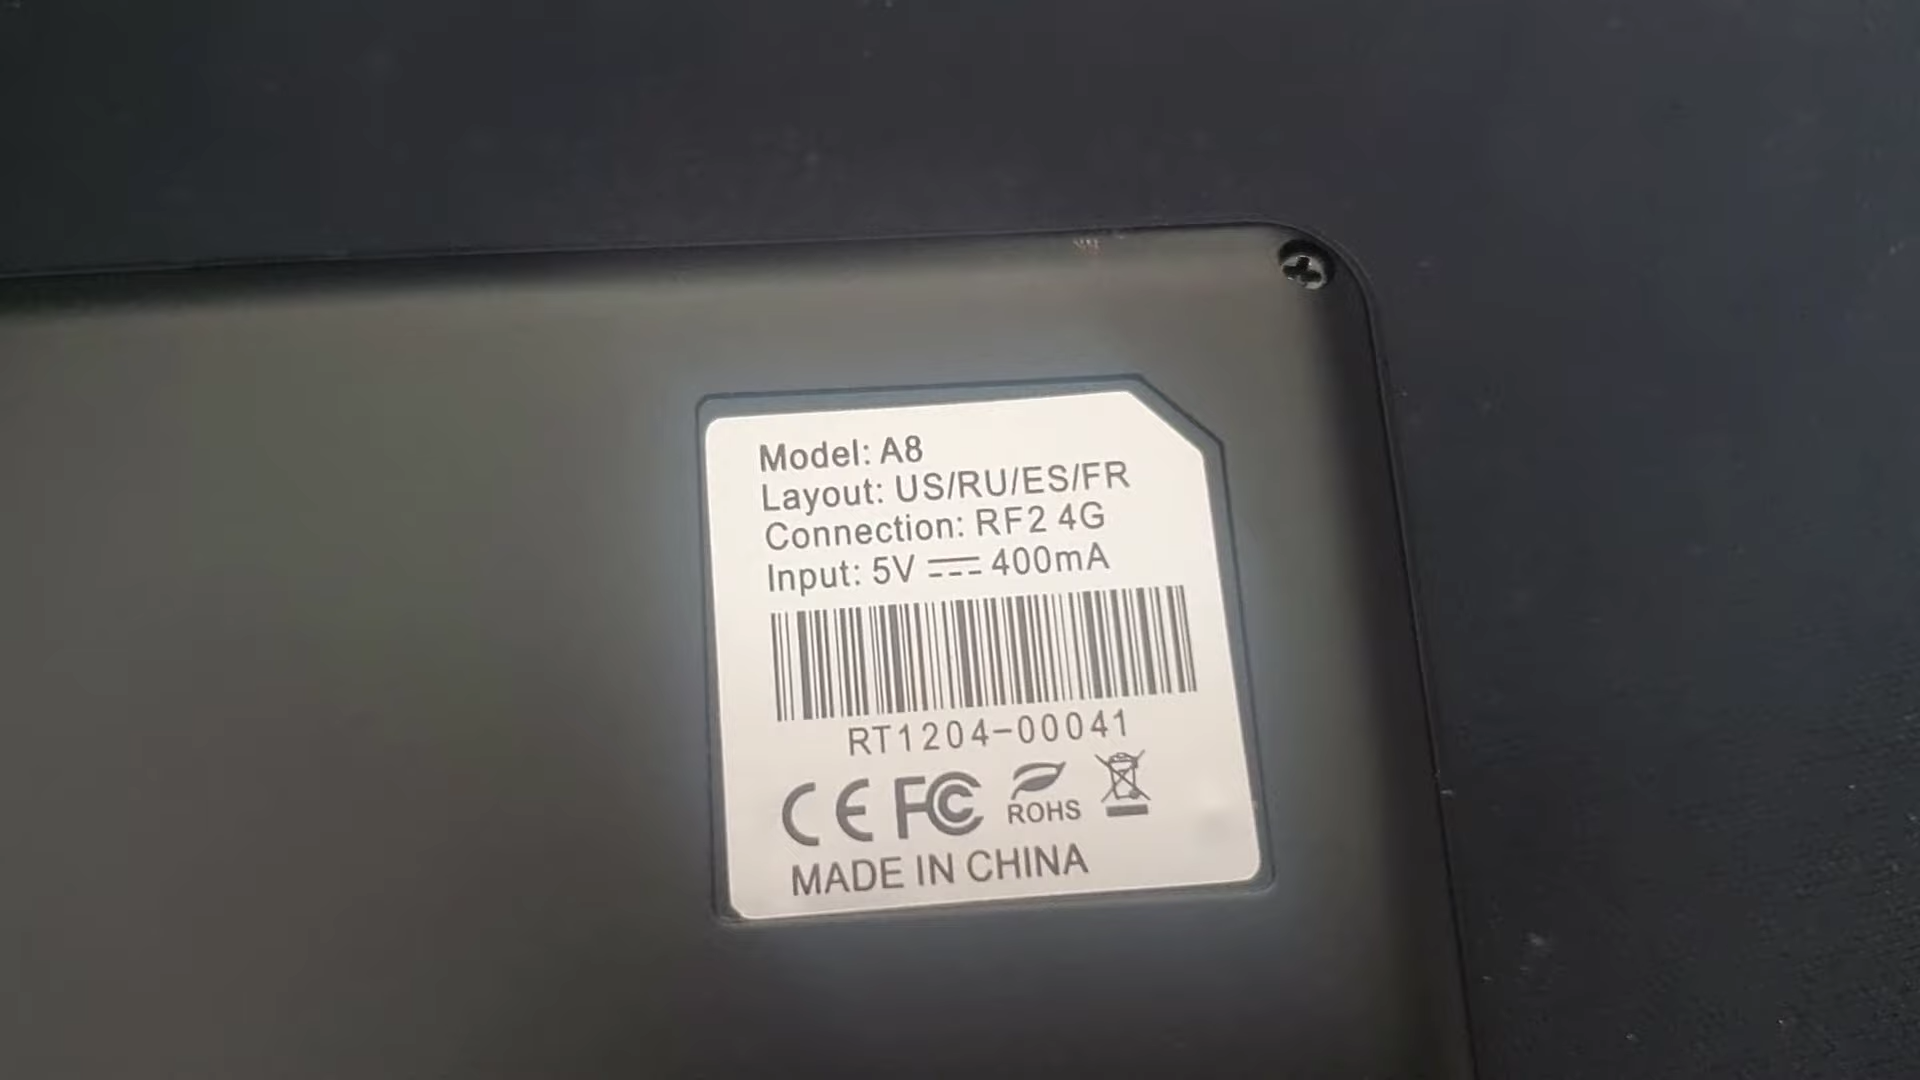 Model: A8
Layout: US/RU/ES/FR
Connection: RF2 4G
Input: 5V ⎓ 400mA
RT1204-00041
CE FC ROHS
MADE IN CHINA